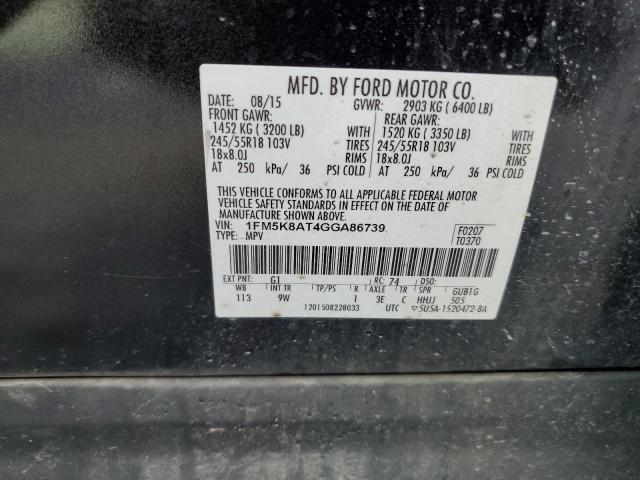 MFD. BY FORD MOTOR CO.
DATE: 08/15 GVWR: 2903 KG ( 6400 LB)
FRONT GAWR: REAR GAWR:
1452 KG ( 3200 LB) WITH 1520 KG ( 3350 LB) WITH
245/55R18 103V TIRES 245/55R18 103V TIRES
18x8.0J RIMS 18x8.0J RIMS
AT 250 kPa/ 36 PSI COLD AT 250 kPa/ 36 PSI COLD
THIS VEHICLE CONFORMS TO ALL APPLICABLE FEDERAL MOTOR
VEHICLE SAFETY STANDARDS IN EFFECT ON THE DATE OF
MANUFACTURE SHOWN ABOVE.
VIN: 1FM5K8AT4GGA86739 F0207
TYPE: MPV T0370
EXT PNT: G1 RC: 74 DSO:
WB INT TR TP/PS R AXLE TR SPR GUB1G
113 9W 1 3E C HHJJ 505
1201508228033 UTC ▽5U5A-1520472-8A